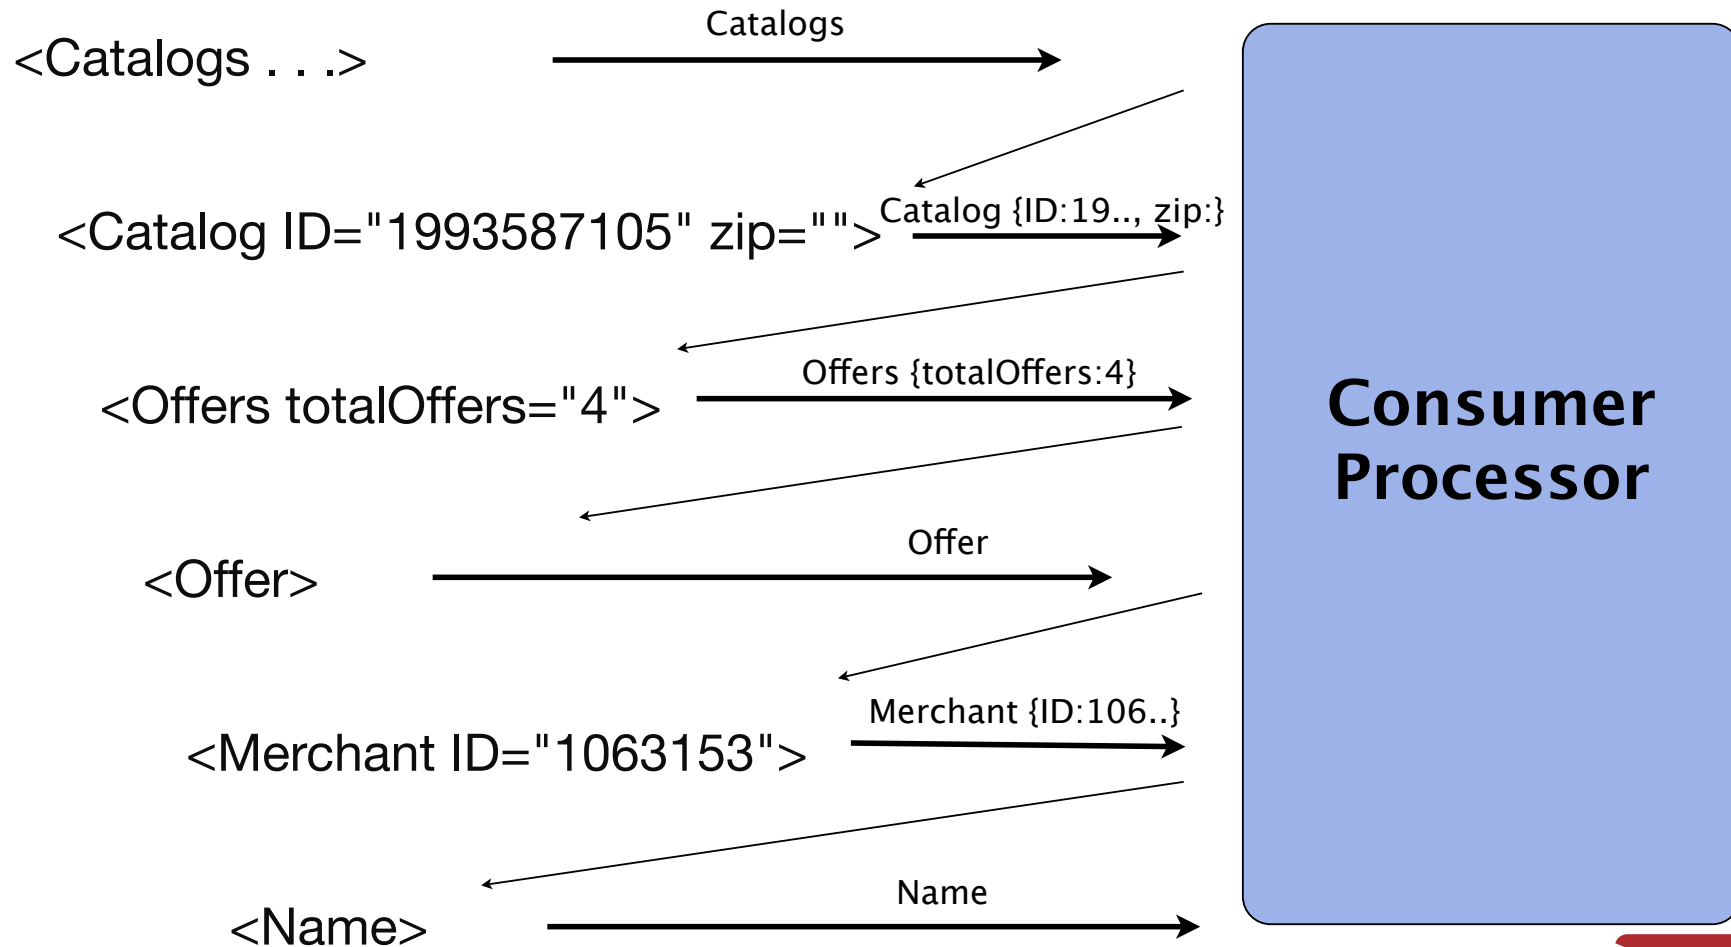 Catalogs
<Catalogs . . .>
Catalog {ID:19.., zip:}
<Catalog ID="1993587105" zip="">
Offers {totalOffers:4}
<Offers totalOffers="4">
Consumer
Processor
Offer
<Offer>
Merchant {ID:106..}
<Merchant ID="1063153">
Name
<Name>